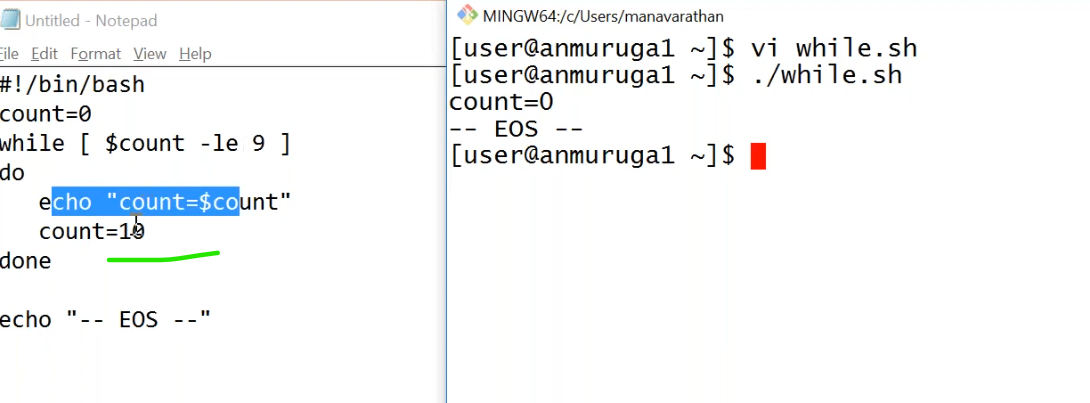 Untitled - Notepad
File Edit Format View Help
#!/bin/bash
count=0
while [ $count -le 9 ]
do
echo "count=$count"
count=10
done
echo "-- EOS --"
MINGW64:/c/Users/manavarathan
[user@anmuruga1 ~]$ vi while.sh
[user@anmuruga1 ~]$ ./while.sh
count=0
-- EOS --
[user@anmuruga1 ~]$